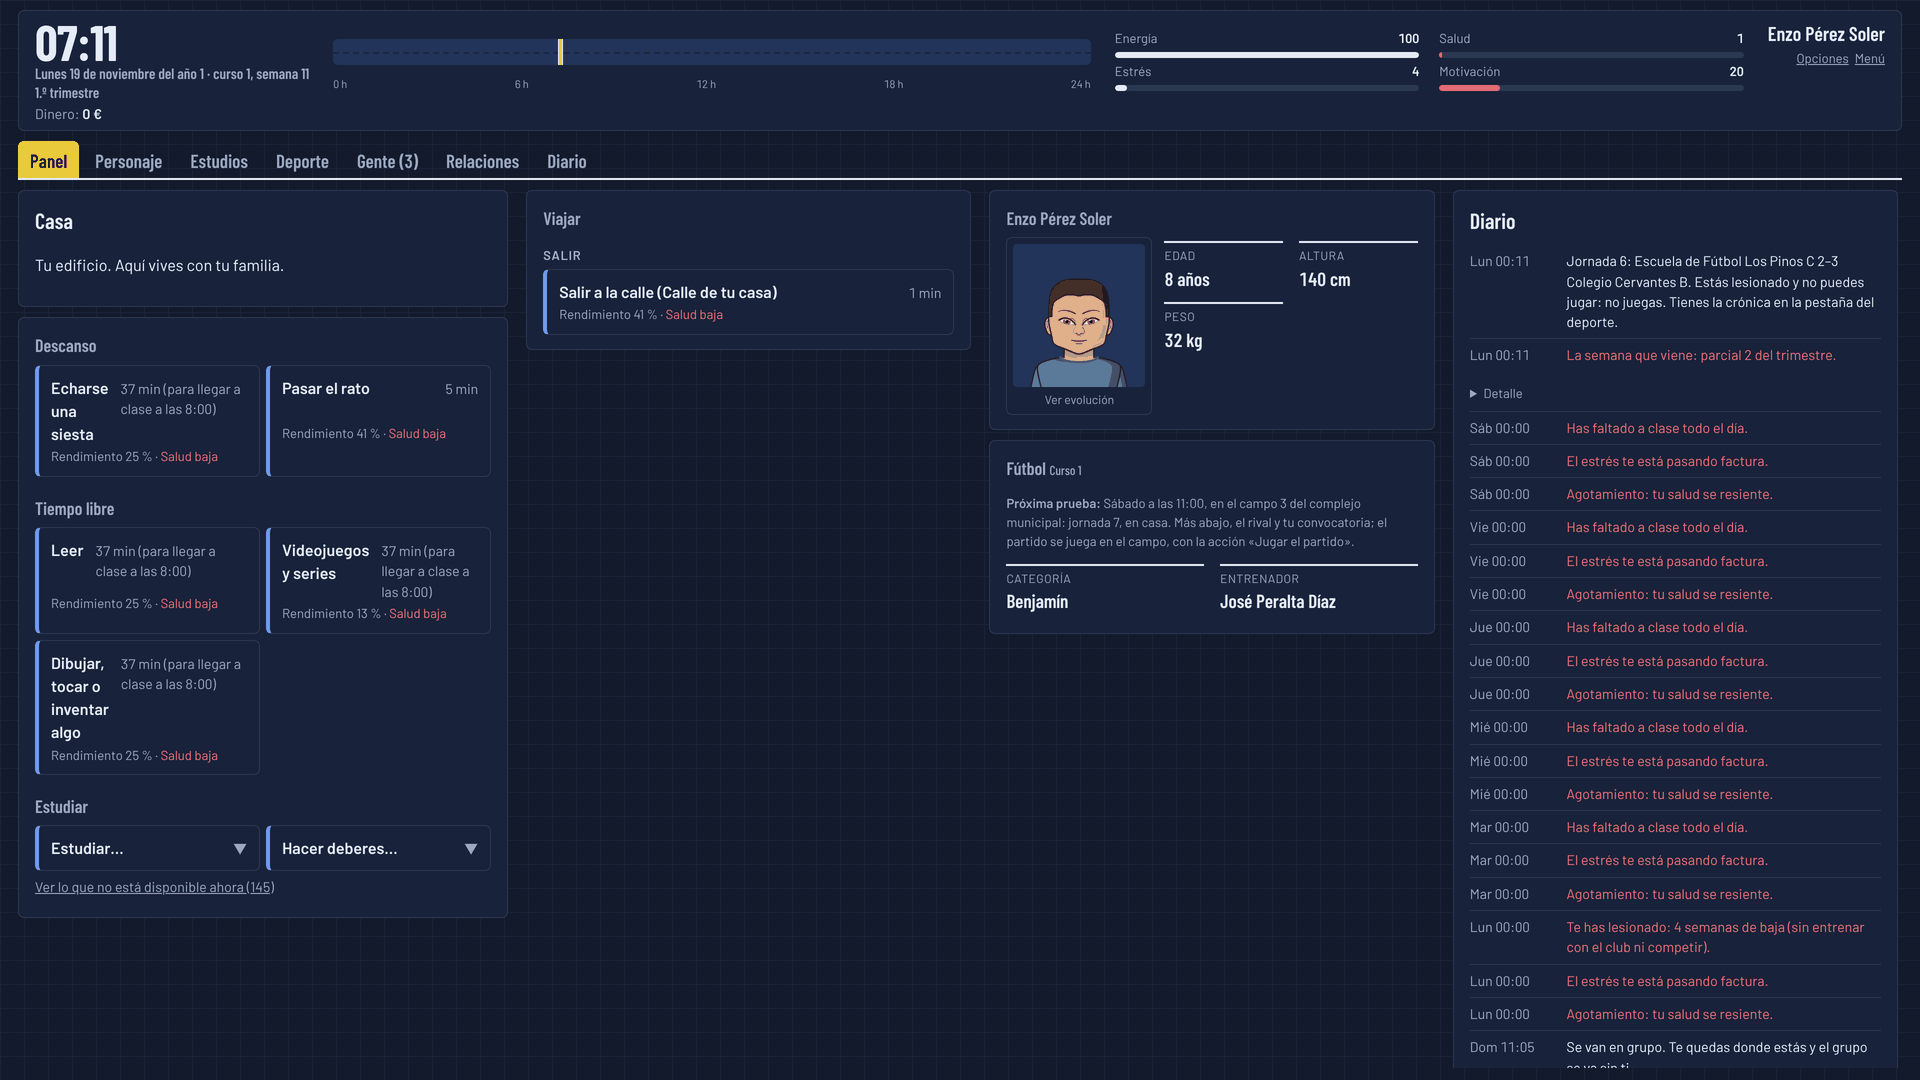 07:11
Lunes 19 de noviembre del año 1 · curso 1, semana 11
1.º trimestre
Dinero: 0 €
0 h
6 h
12 h
18 h
24 h
Energía 100
Estrés 4
Salud 1
Motivación 20
Enzo Pérez Soler
Opciones Menú
Panel
Personaje
Estudios
Deporte
Gente (3)
Relaciones
Diario
Casa
Tu edificio. Aquí vives con tu familia.
Descanso
Echarse una siesta
37 min (para llegar a clase a las 8:00)
Rendimiento 25 % · Salud baja
Pasar el rato
5 min
Rendimiento 41 % · Salud baja
Tiempo libre
Leer
37 min (para llegar a clase a las 8:00)
Rendimiento 25 % · Salud baja
Videojuegos y series
37 min (para llegar a clase a las 8:00)
Rendimiento 13 % · Salud baja
Dibujar, tocar o inventar algo
37 min (para llegar a clase a las 8:00)
Rendimiento 25 % · Salud baja
Estudiar
Estudiar...
Hacer deberes...
Ver lo que no está disponible ahora (145)
Viajar
SALIR
Salir a la calle (Calle de tu casa)
1 min
Rendimiento 41 % · Salud baja
Enzo Pérez Soler
Ver evolución
EDAD
8 años
ALTURA
140 cm
PESO
32 kg
Fútbol Curso 1
Próxima prueba: Sábado a las 11:00, en el campo 3 del complejo
municipal: jornada 7, en casa. Más abajo, el rival y tu convocatoria; el
partido se juega en el campo, con la acción «Jugar el partido».
CATEGORÍA
Benjamín
ENTRENADOR
José Peralta Díaz
Diario
Lun 00:11 Jornada 6: Escuela de Fútbol Los Pinos C 2–3
Colegio Cervantes B. Estás lesionado y no puedes
jugar: no juegas. Tienes la crónica en la pestaña del
deporte.
Lun 00:11 La semana que viene: parcial 2 del trimestre.
Detalle
Sáb 00:00 Has faltado a clase todo el día.
Sáb 00:00 El estrés te está pasando factura.
Sáb 00:00 Agotamiento: tu salud se resiente.
Vie 00:00 Has faltado a clase todo el día.
Vie 00:00 El estrés te está pasando factura.
Vie 00:00 Agotamiento: tu salud se resiente.
Jue 00:00 Has faltado a clase todo el día.
Jue 00:00 El estrés te está pasando factura.
Jue 00:00 Agotamiento: tu salud se resiente.
Mié 00:00 Has faltado a clase todo el día.
Mié 00:00 El estrés te está pasando factura.
Mié 00:00 Agotamiento: tu salud se resiente.
Mar 00:00 Has faltado a clase todo el día.
Mar 00:00 El estrés te está pasando factura.
Mar 00:00 Agotamiento: tu salud se resiente.
Lun 00:00 Te has lesionado: 4 semanas de baja (sin entrenar
con el club ni competir).
Lun 00:00 El estrés te está pasando factura.
Lun 00:00 Agotamiento: tu salud se resiente.
Dom 11:05 Se van en grupo. Te quedas donde estás y el grupo